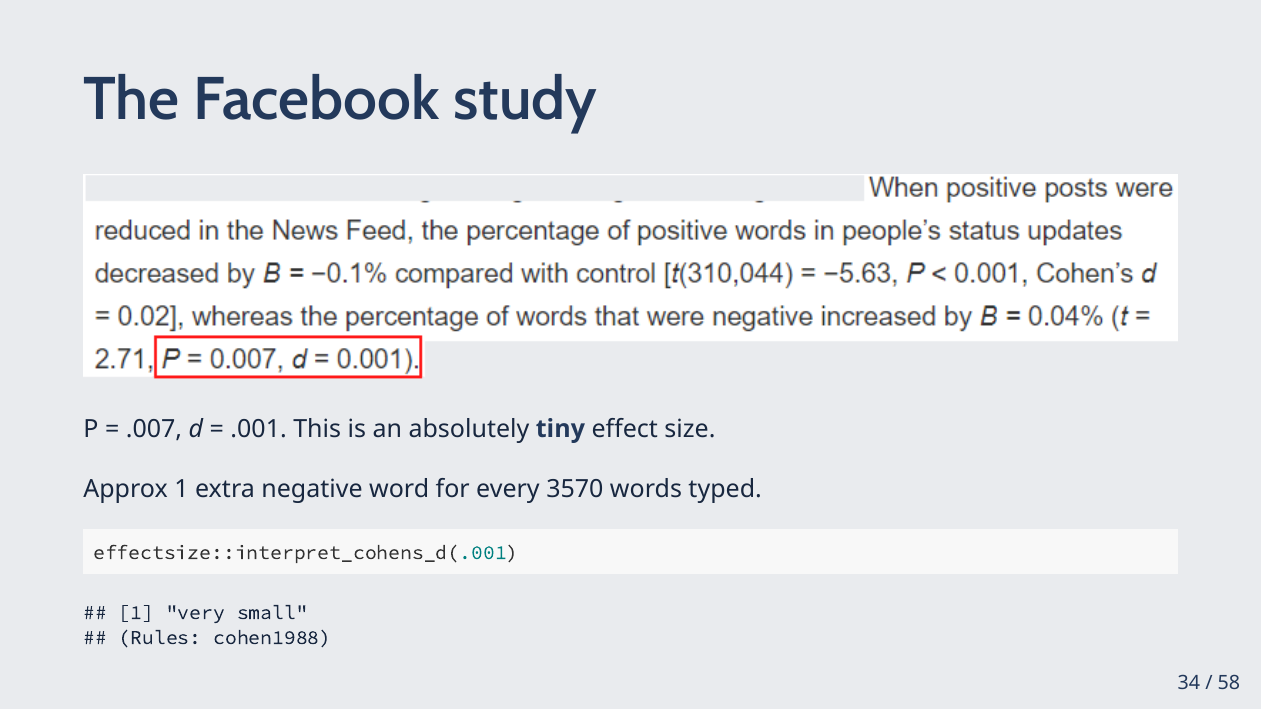 The Facebook study
When positive posts were
reduced in the News Feed, the percentage of positive words in people's status updates
decreased by B = −0.1% compared with control [t(310,044) = −5.63, P < 0.001, Cohen's d
= 0.02], whereas the percentage of words that were negative increased by B = 0.04% (t =
2.71, P = 0.007, d = 0.001).
P = .007, d = .001. This is an absolutely tiny effect size.
Approx 1 extra negative word for every 3570 words typed.
effectsize::interpret_cohens_d(.001)
## [1] "very small"
## (Rules: cohen1988)
34 / 58